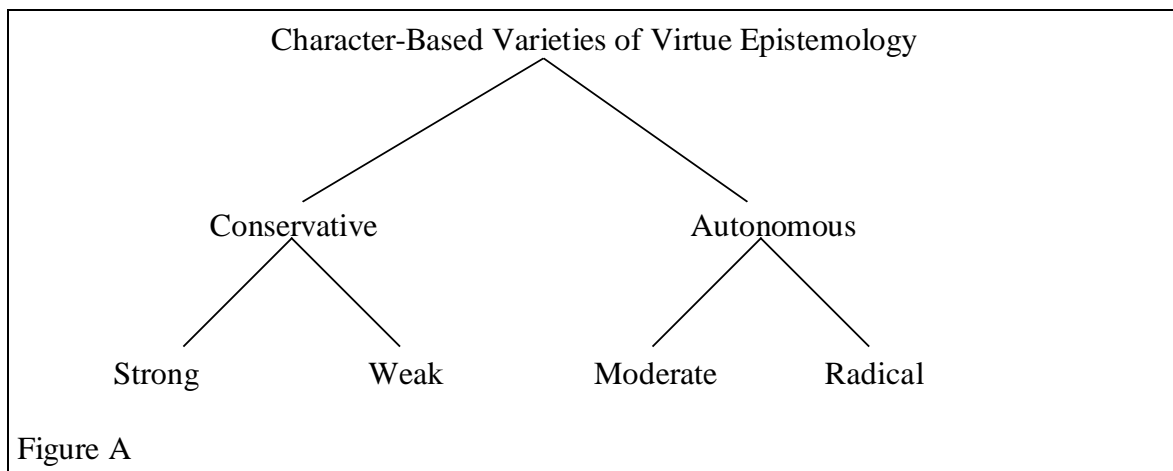 Character-Based Varieties of Virtue Epistemology
Conservative Autonomous
Strong Weak Moderate Radical
Figure A